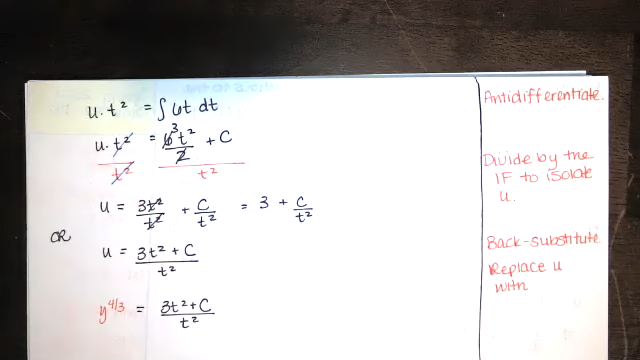 u · t² = ∫ 6t dt
Antidifferentiate.
u · t² = 6³t²/2 + C
t² t²
Divide by the
IF to isolate
u.
u = 3t²/t² + C/t² = 3 + C/t²
OR
u = 3t² + C / t²
Back-substitute
Replace u
with
y^4/3 = 3t² + C / t²